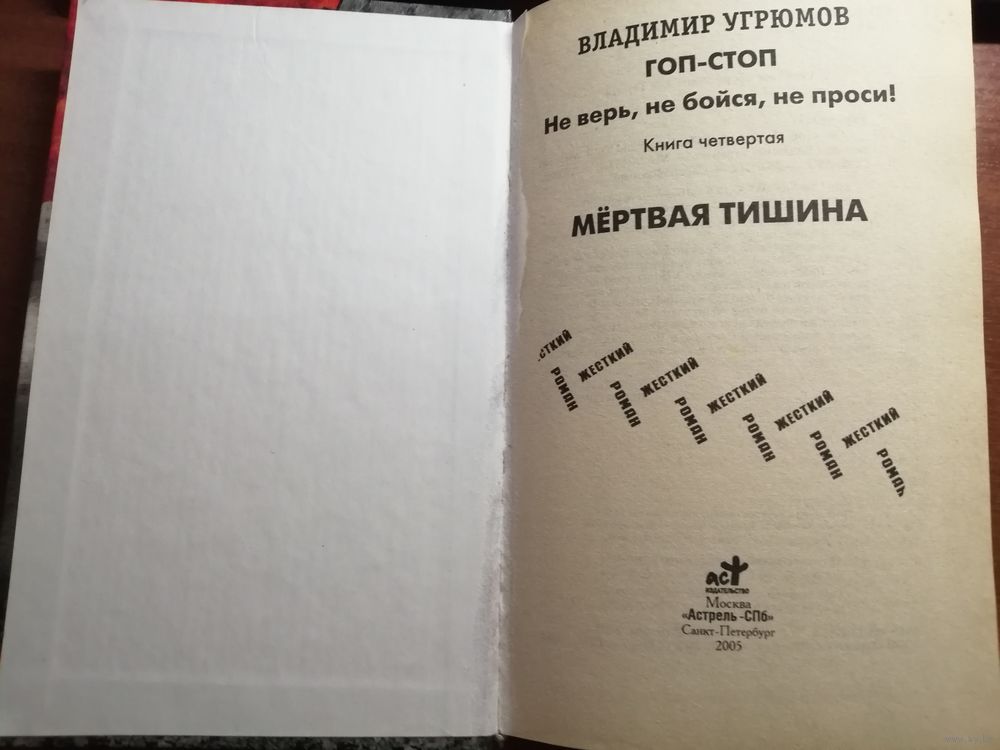 ВЛАДИМИР УГРЮМОВ
ГОП-СТОП
Не верь, не бойся, не проси!
Книга четвертая
МЁРТВАЯ ТИШИНА
СТКИЙ
РОМАН
ЖЕСТКИЙ
РОМАН
ЖЕСТКИЙ
РОМАН
ЖЕСТКИЙ
РОМАН
ЖЕСТКИЙ
РОМАН
ЖЕСТКИЙ
РОМАН
аст
ИЗДАТЕЛЬСТВО
Москва
«Астрель-СПб»
Санкт-Петербург
2005